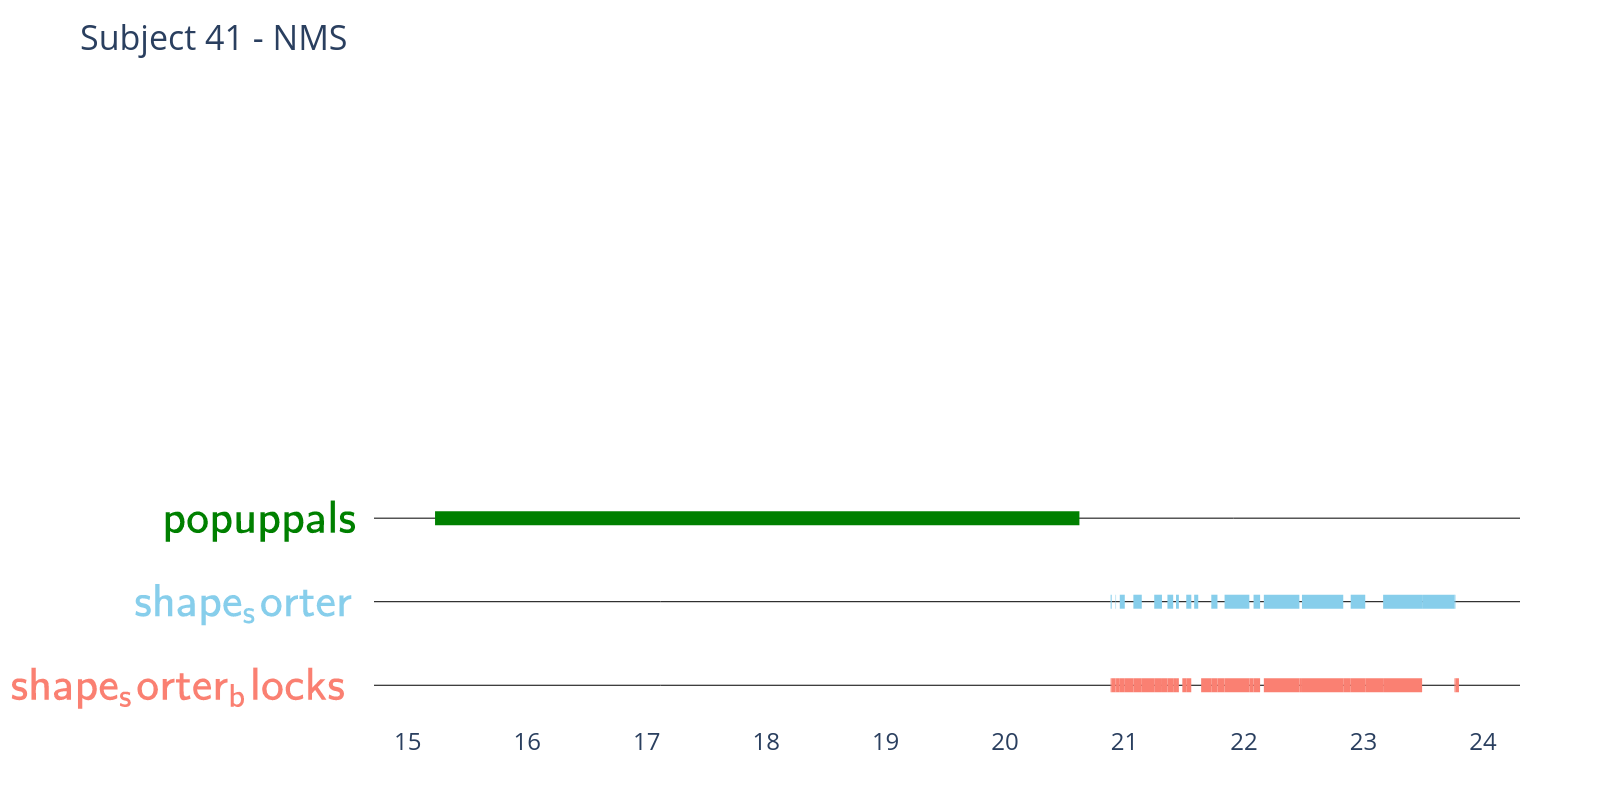 Subject 41 - NMS
popuppals
shapesorter
shapesorterblocks
15 16 17 18 19 20 21 22 23 24